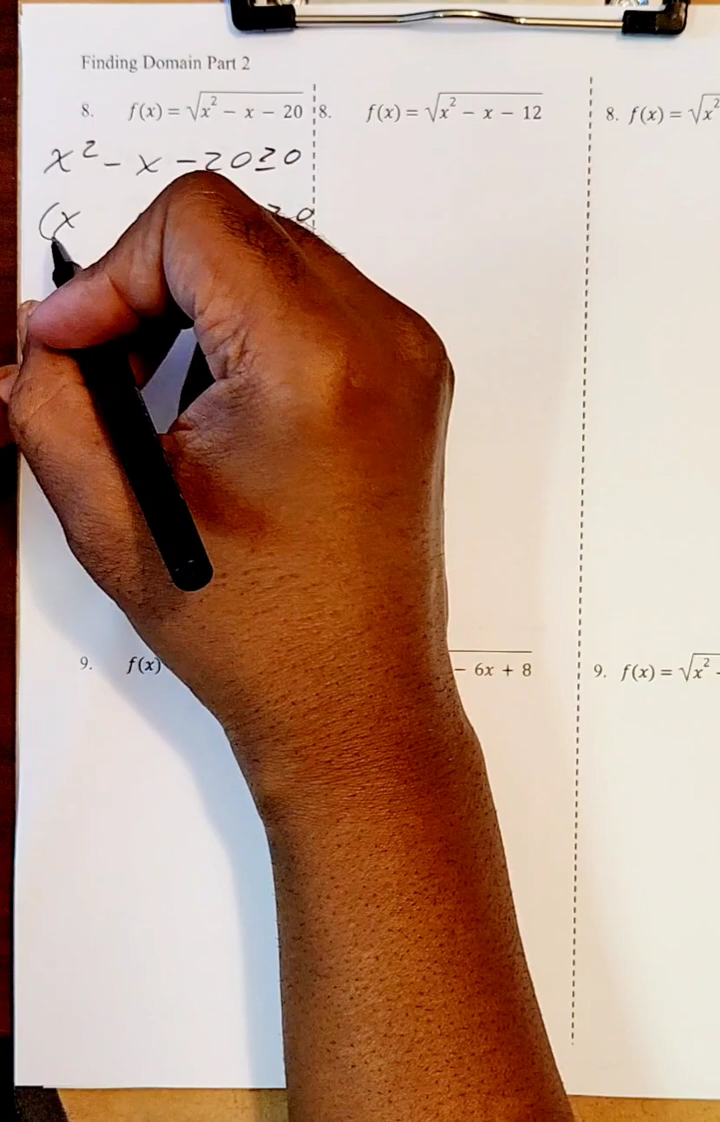 Finding Domain Part 2
8. f(x) = √x² − x − 20
x² − x − 20 ≥ 0
(x ≥ 0
8. f(x) = √x² − x − 12
8. f(x) = √x²
9. f(x)
− 6x + 8
9. f(x) = √x² -